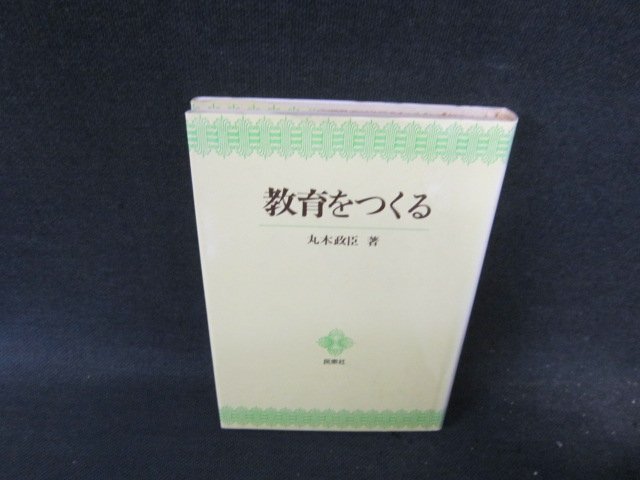 教育をつくる
丸木政臣 著
民衆社